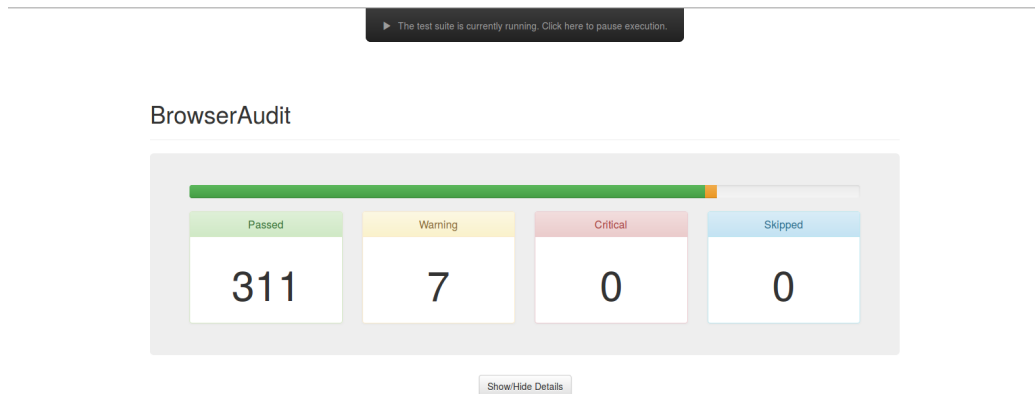 The test suite is currently running. Click here to pause execution.
BrowserAudit
Passed Warning Critical Skipped
311 7 0 0
Show/Hide Details